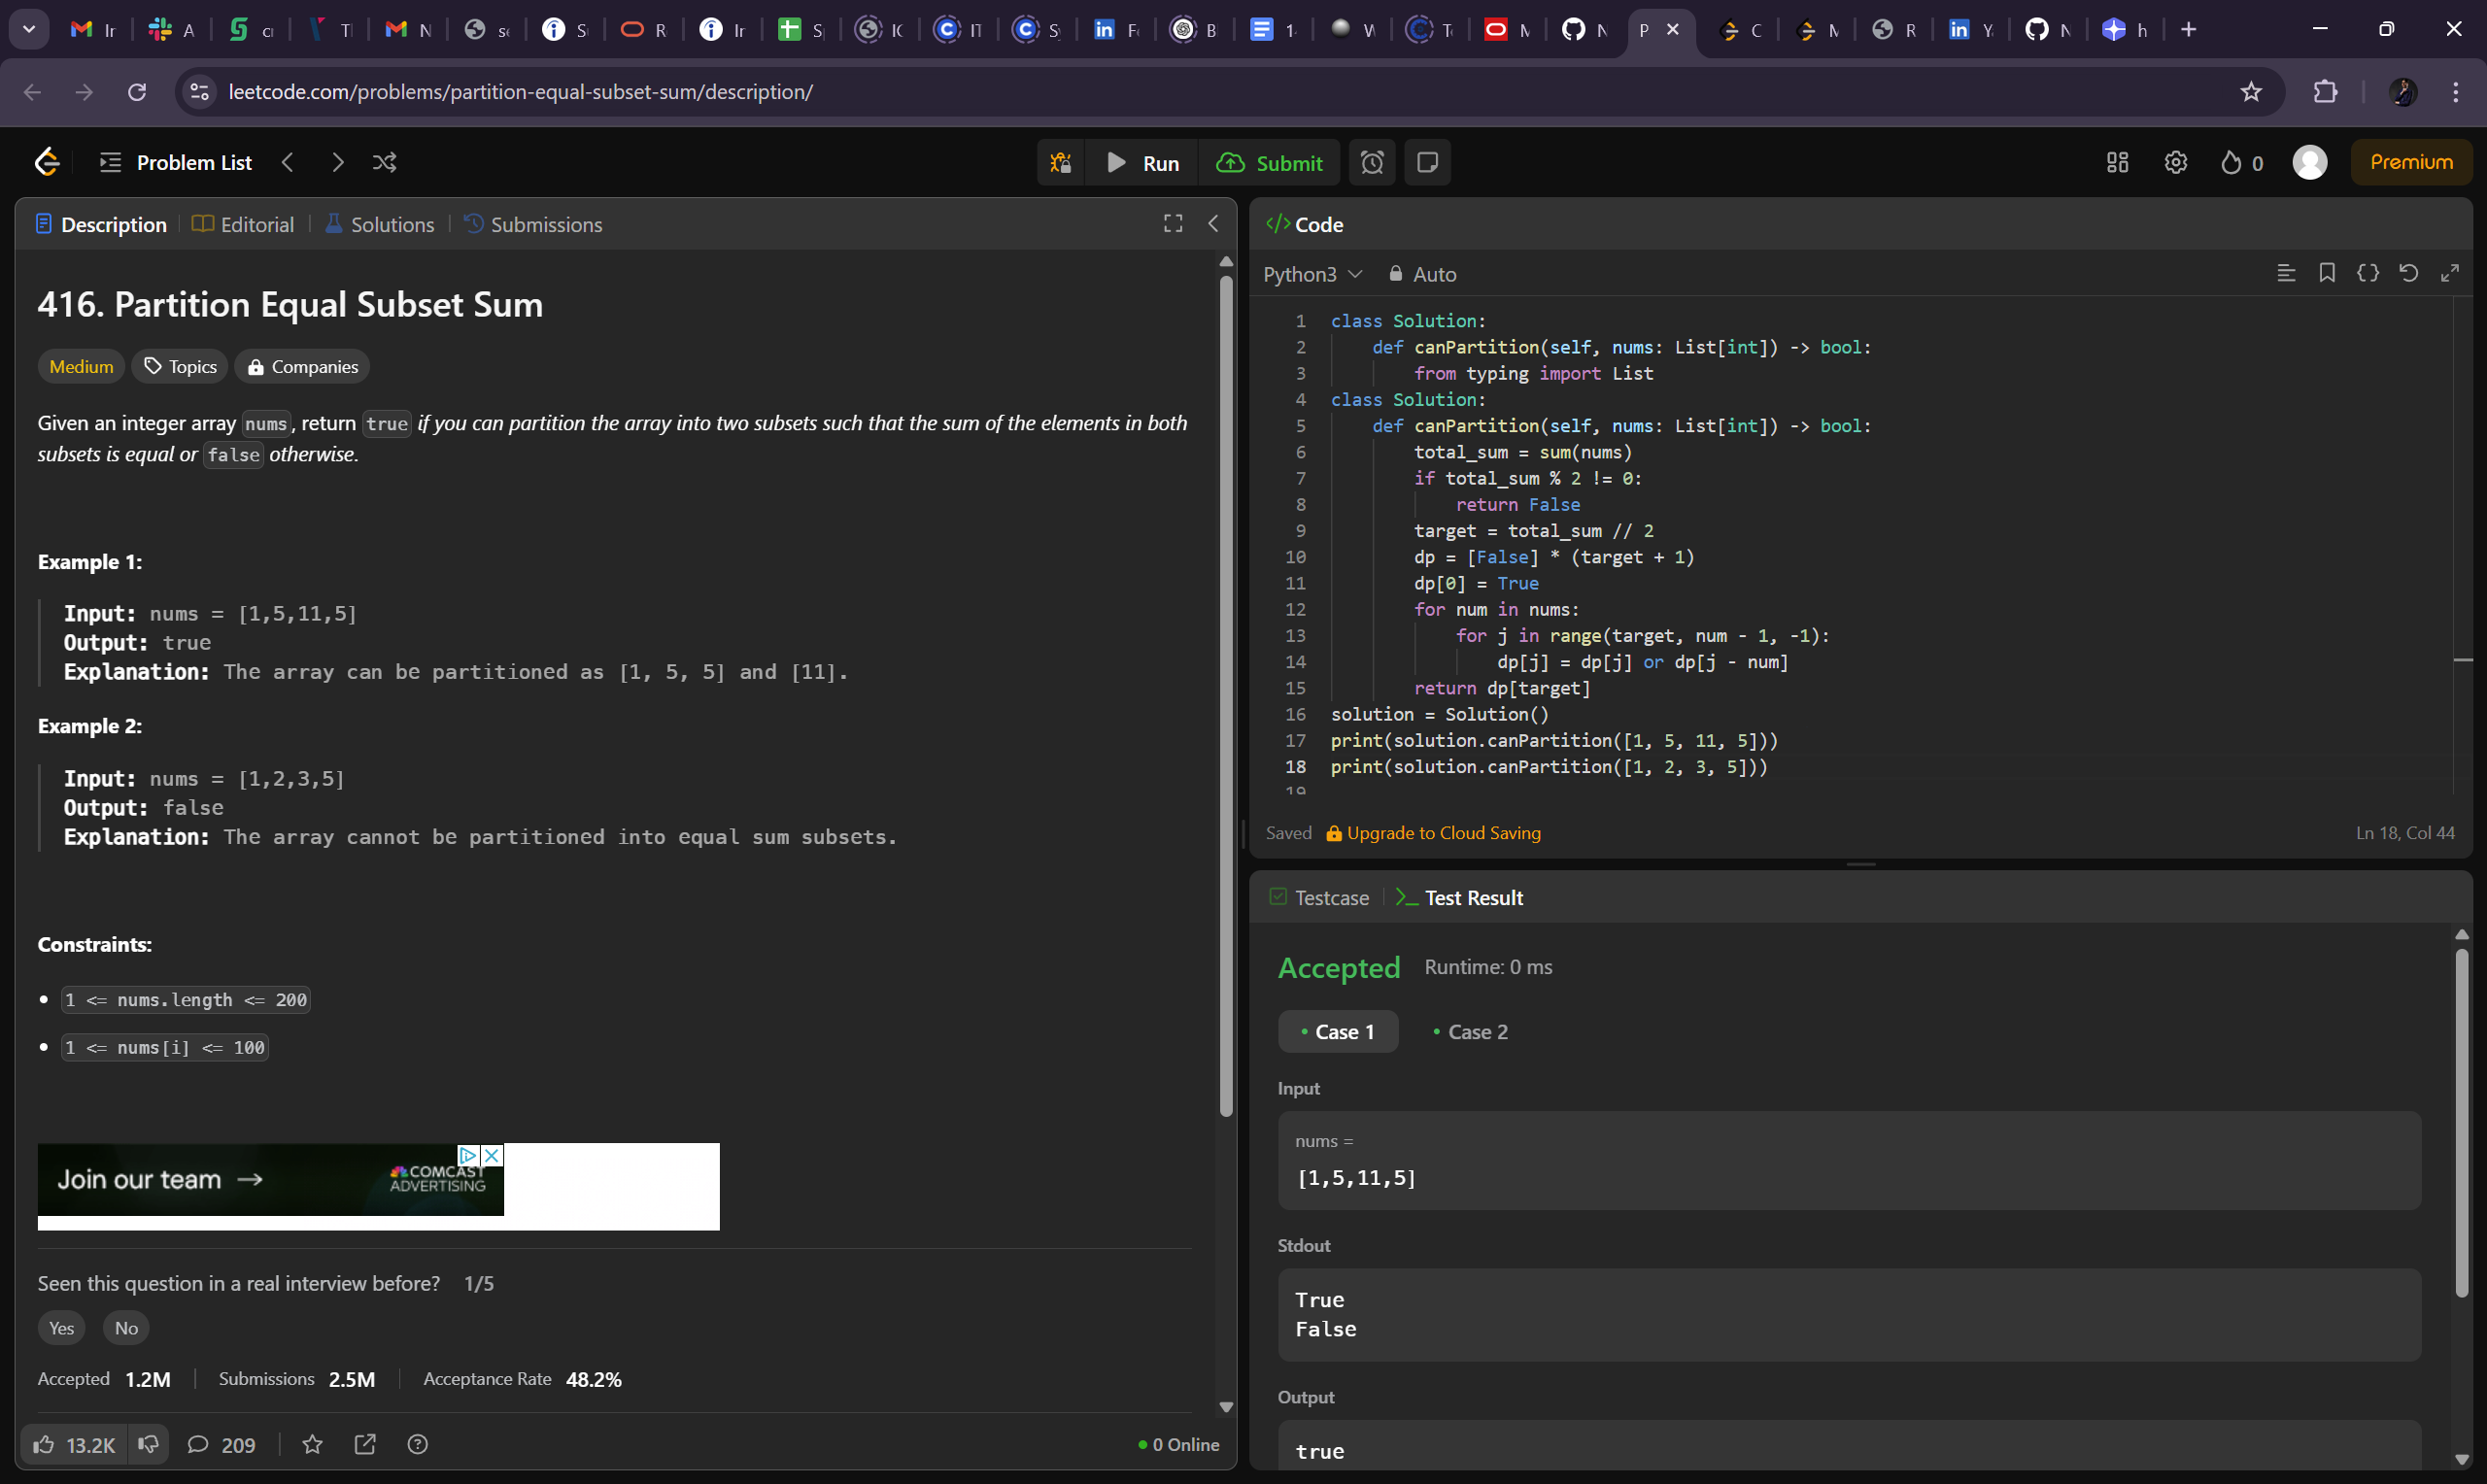 In
A
cr
Tl
N
se
S
R
Ir
S
IC
IT
Sy
Fe
B
1
W
Te
N
N
P
C
N
R
Y
N
h
leetcode.com/problems/partition-equal-subset-sum/description/
Problem List
Run
Submit
0
Premium
Description
Editorial
Solutions
Submissions
416. Partition Equal Subset Sum
Medium
Topics
Companies
Given an integer array nums, return true if you can partition the array into two subsets such that the sum of the elements in both
subsets is equal or false otherwise.
Example 1:
Input: nums = [1,5,11,5]
Output: true
Explanation: The array can be partitioned as [1, 5, 5] and [11].
Example 2:
Input: nums = [1,2,3,5]
Output: false
Explanation: The array cannot be partitioned into equal sum subsets.
Constraints:
1 <= nums.length <= 200
1 <= nums[i] <= 100
Join our team →
COMCAST
ADVERTISING
Seen this question in a real interview before? 1/5
Yes
No
Accepted 1.2M
Submissions 2.5M
Acceptance Rate 48.2%
13.2K
209
0 Online
</> Code
Python3
Auto
1 class Solution:
2 def canPartition(self, nums: List[int]) -> bool:
3 from typing import List
4 class Solution:
5 def canPartition(self, nums: List[int]) -> bool:
6 total_sum = sum(nums)
7 if total_sum % 2 != 0:
8 return False
9 target = total_sum // 2
10 dp = [False] * (target + 1)
11 dp[0] = True
12 for num in nums:
13 for j in range(target, num - 1, -1):
14 dp[j] = dp[j] or dp[j - num]
15 return dp[target]
16 solution = Solution()
17 print(solution.canPartition([1, 5, 11, 5]))
18 print(solution.canPartition([1, 2, 3, 5]))
19
Saved
Upgrade to Cloud Saving
Ln 18, Col 44
Testcase
Test Result
Accepted
Runtime: 0 ms
Case 1
Case 2
Input
nums =
[1,5,11,5]
Stdout
True
False
Output
true